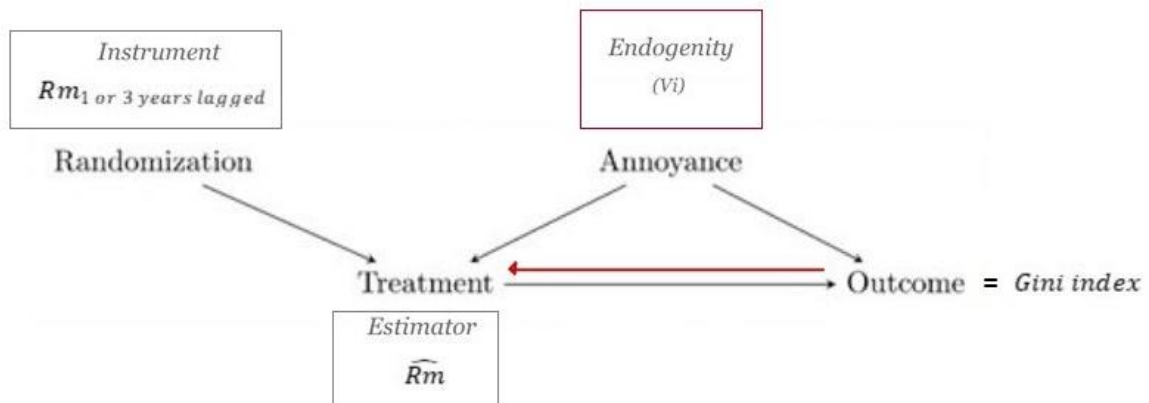 Instrument
Rm1 or 3 years lagged
Endogenity
(Vi)
Randomization
Annoyance
Treatment
Outcome = Gini index
Estimator
R̂m